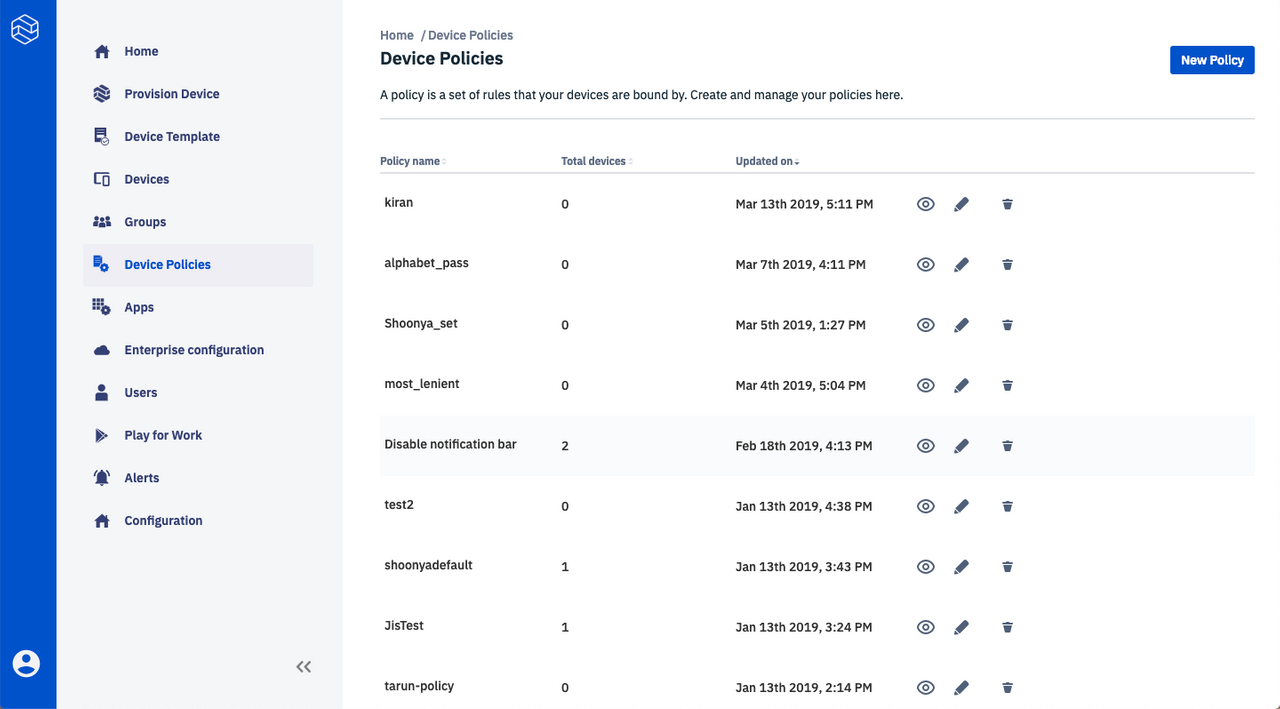 Home
Provision Device
Device Template
Devices
Groups
Device Policies
Apps
Enterprise configuration
Users
Play for Work
Alerts
Configuration
Home / Device Policies
Device Policies
New Policy
A policy is a set of rules that your devices are bound by. Create and manage your policies here.
Policy name Total devices Updated on
kiran 0 Mar 13th 2019, 5:11 PM
alphabet_pass 0 Mar 7th 2019, 4:11 PM
Shoonya_set 0 Mar 5th 2019, 1:27 PM
most_lenient 0 Mar 4th 2019, 5:04 PM
Disable notification bar 2 Feb 18th 2019, 4:13 PM
test2 0 Jan 13th 2019, 4:38 PM
shoonyadefault 1 Jan 13th 2019, 3:43 PM
JisTest 1 Jan 13th 2019, 3:24 PM
tarun-policy 0 Jan 13th 2019, 2:14 PM